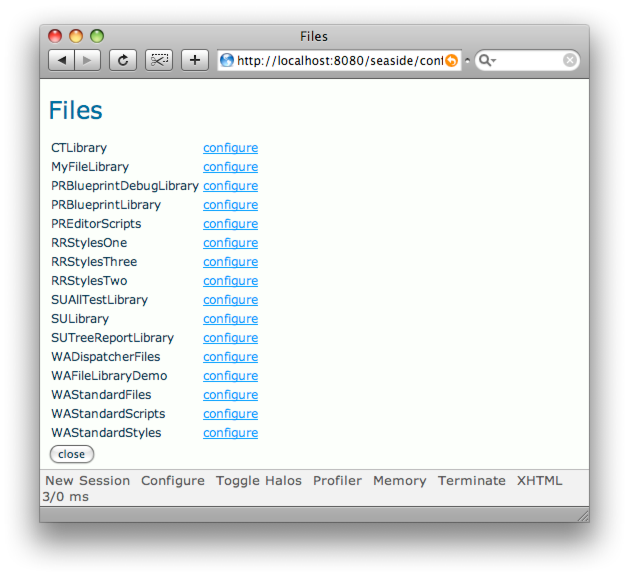 Files
http://localhost:8080/seaside/conf
Files
CTLibrary configure
MyFileLibrary configure
PRBlueprintDebugLibrary configure
PRBlueprintLibrary configure
PREditorScripts configure
RRStylesOne configure
RRStylesThree configure
RRStylesTwo configure
SUAllTestLibrary configure
SULibrary configure
SUTreeReportLibrary configure
WADispatcherFiles configure
WAFileLibraryDemo configure
WAStandardFiles configure
WAStandardScripts configure
WAStandardStyles configure
close
New Session Configure Toggle Halos Profiler Memory Terminate XHTML
3/0 ms